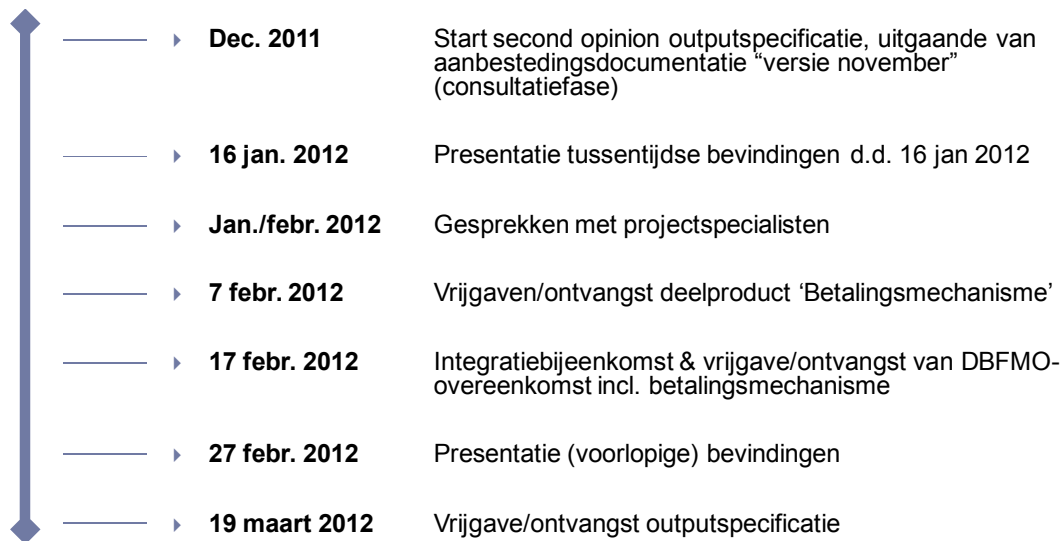 Dec. 2011 Start second opinion outputspecificatie, uitgaande van
aanbestedingsdocumentatie “versie november”
(consultatiefase)
16 jan. 2012 Presentatie tussentijdse bevindingen d.d. 16 jan 2012
Jan./febr. 2012 Gesprekken met projectspecialisten
7 febr. 2012 Vrijgaven/ontvangst deelproduct ‘Betalingsmechanisme’
17 febr. 2012 Integratiebijeenkomst & vrijgave/ontvangst van DBFMO-
overeenkomst incl. betalingsmechanisme
27 febr. 2012 Presentatie (voorlopige) bevindingen
19 maart 2012 Vrijgave/ontvangst outputspecificatie